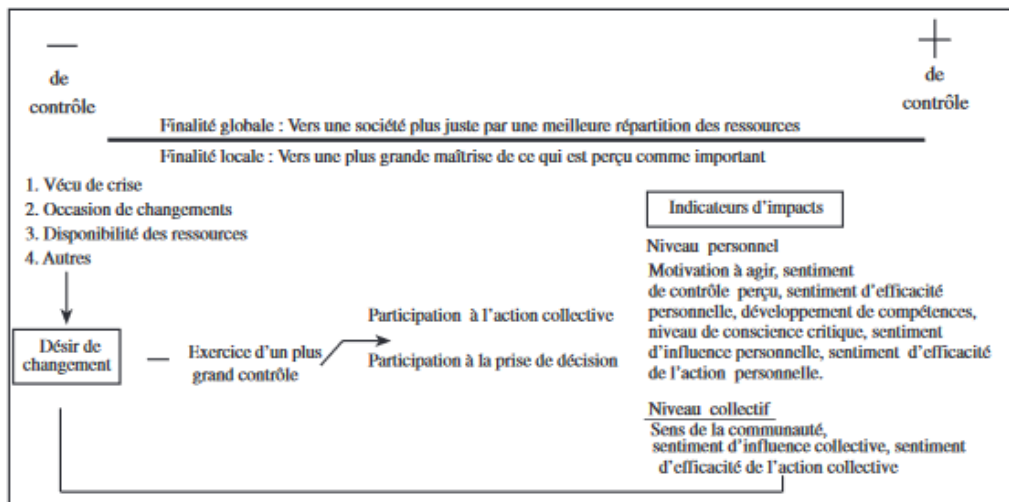 —
de
contrôle
+
de
contrôle
Finalité globale : Vers une société plus juste par une meilleure répartition des ressources
Finalité locale : Vers une plus grande maîtrise de ce qui est perçu comme important
1. Vécu de crise
2. Occasion de changements
3. Disponibilité des ressources
4. Autres
Désir de
changement
—
Exercice d'un plus
grand contrôle
Participation à l'action collective
Participation à la prise de décision
Indicateurs d'impacts
Niveau personnel
Motivation à agir, sentiment
de contrôle perçu, sentiment d'efficacité
personnelle, développement de compétences,
niveau de conscience critique, sentiment
d'influence personnelle, sentiment d'efficacité
de l'action personnelle.
Niveau collectif
Sens de la communauté,
sentiment d'influence collective, sentiment
d'efficacité de l'action collective